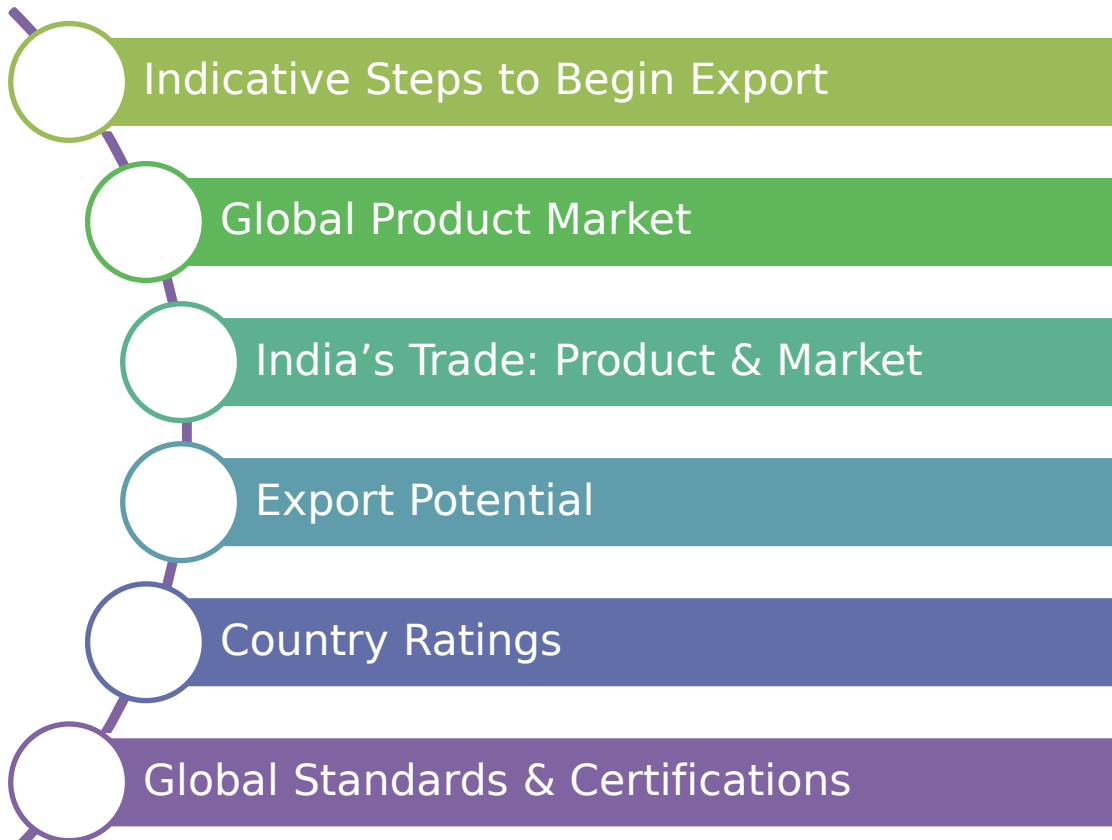 Indicative Steps to Begin Export
Global Product Market
India’s Trade: Product & Market
Export Potential
Country Ratings
Global Standards & Certifications